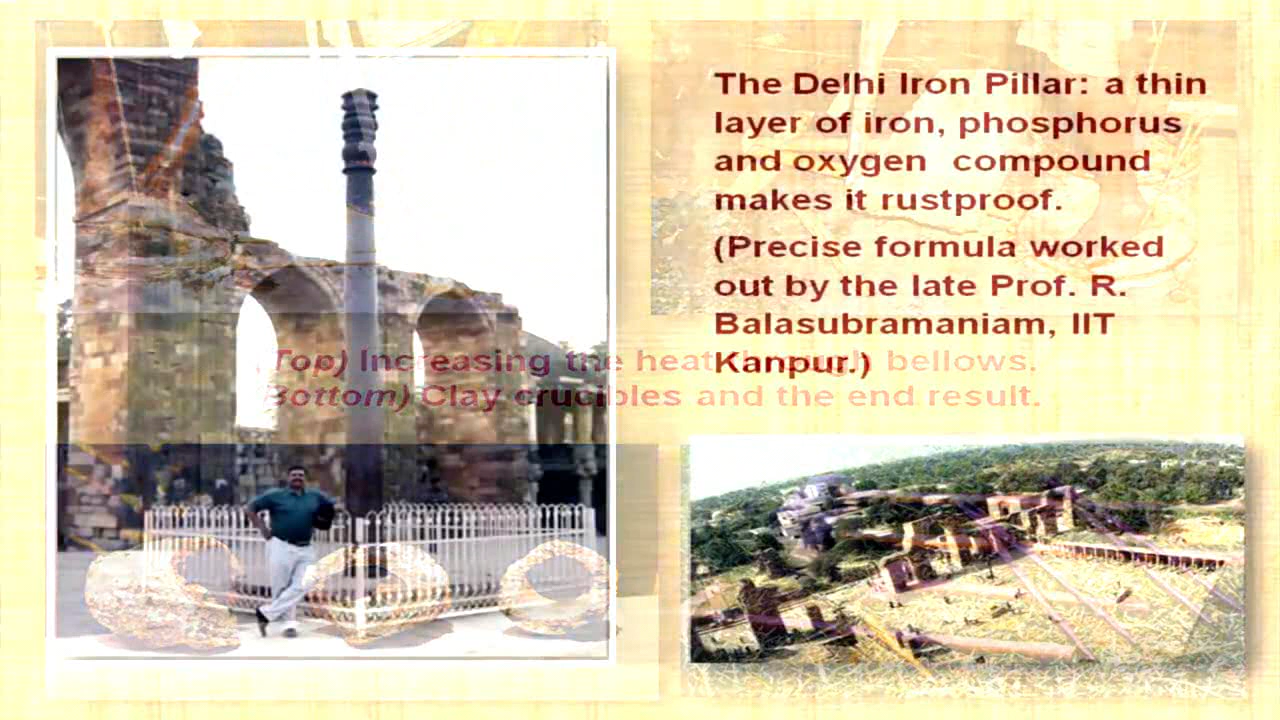 The Delhi Iron Pillar: a thin
layer of iron, phosphorus
and oxygen compound
makes it rustproof.
(Precise formula worked
out by the late Prof. R.
Balasubramaniam, IIT
Kanpur.)
Top) Increasing the heat through bellows.
Bottom) Clay crucibles and the end result.